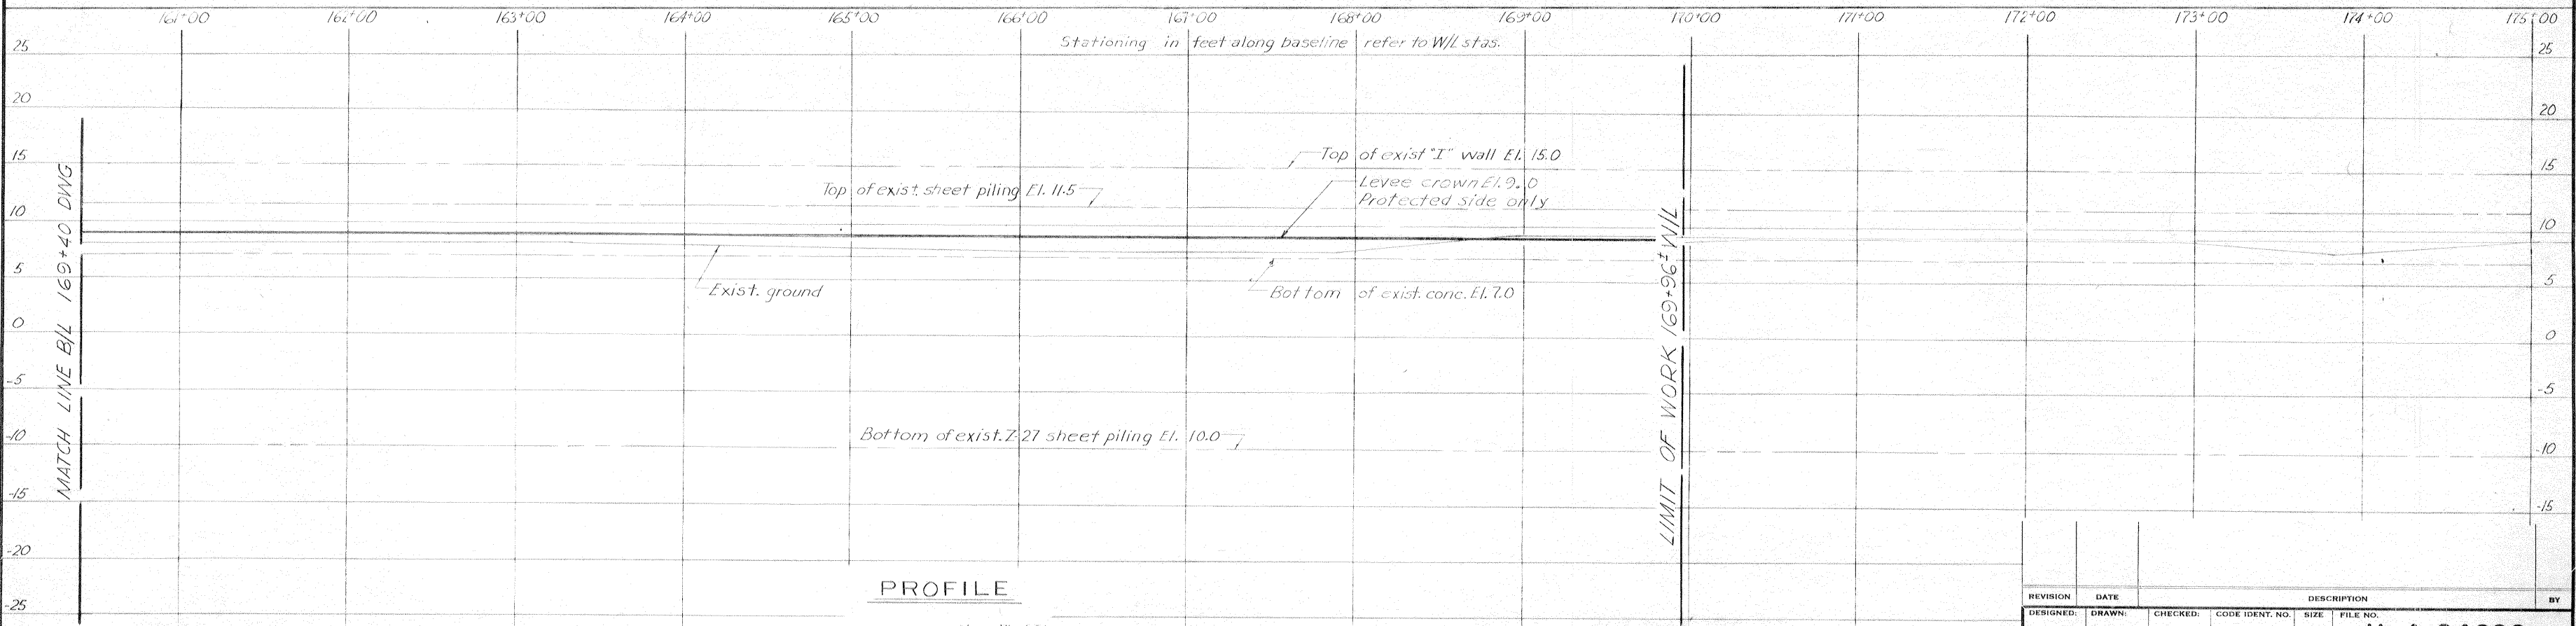 161+00 162+00 163+00 164+00 165+00 166+00 167+00 168+00 169+00 170+00 171+00 172+00 173+00 174+00 175+00
Stationing in feet along baseline refer to W/L stas.
25 25
20 20
15 15
10 10
5 5
0 0
-5 -5
-10 -10
-15 -15
-20
-25
MATCH LINE B/L 169+40 DWG
Top of exist "I" wall El. 15.0
Top of exist. sheet piling El. 11.5
Levee crown El. 9.0
Protected side only
Exist. ground
Bottom of exist. conc. El. 7.0
Bottom of exist. Z-27 sheet piling El. 10.0
LIMIT OF WORK 169+96± W/L
PROFILE
REVISION DATE DESCRIPTION BY
DESIGNED: DRAWN: CHECKED: CODE IDENT. NO. SIZE FILE NO.